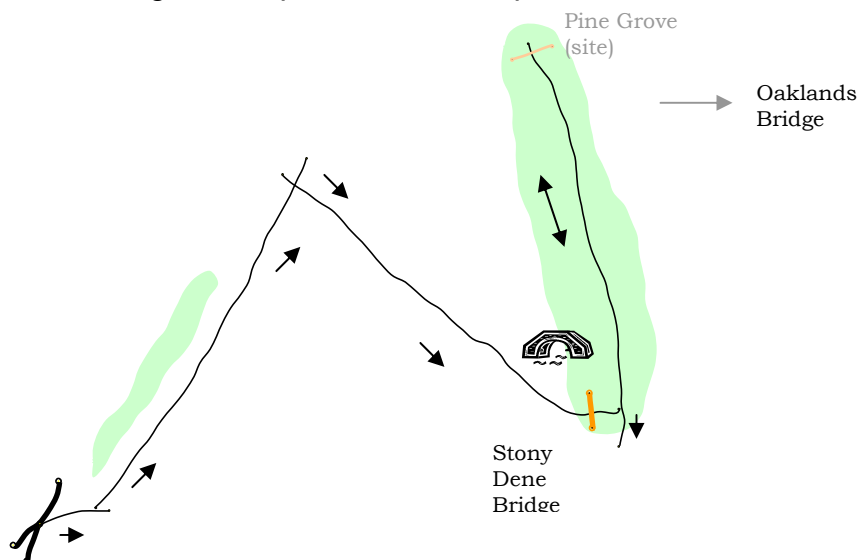 Pine Grove
(site)
Oaklands
Bridge
Stony
Dene
Bridge